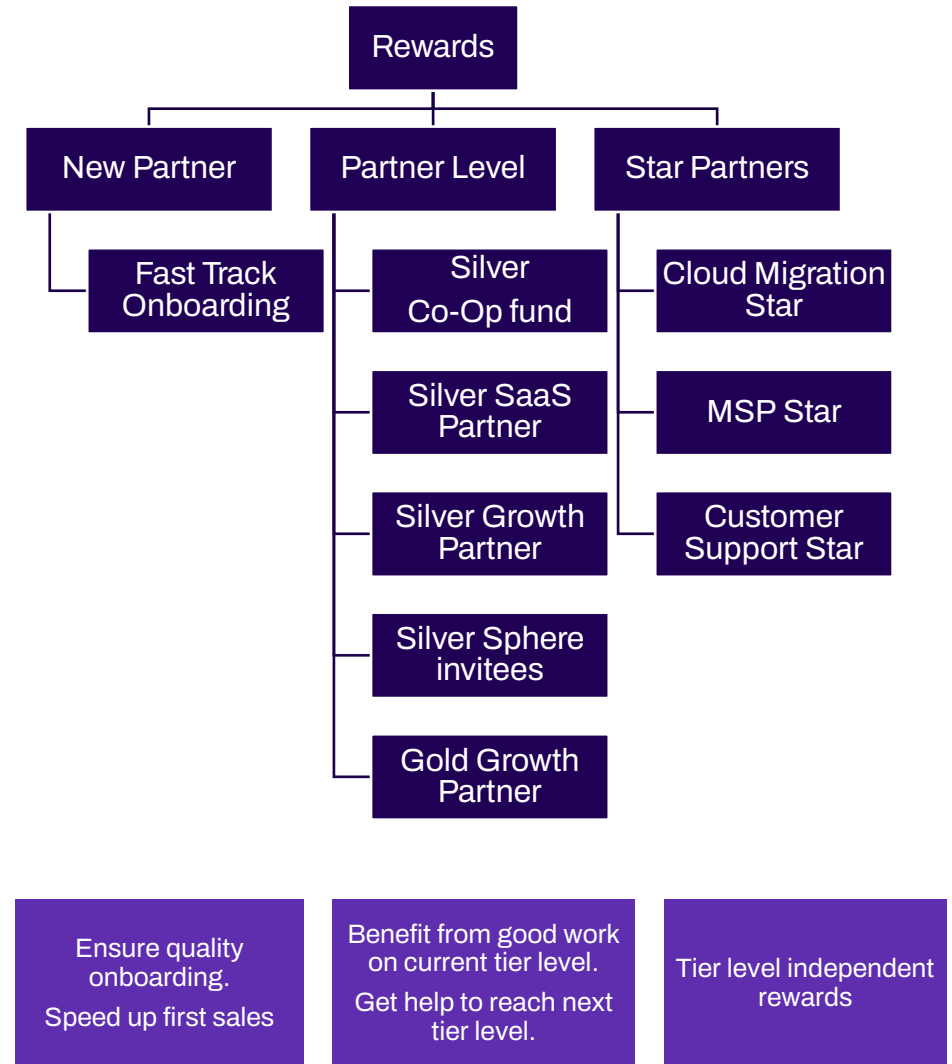 Rewards
New Partner
Partner Level
Star Partners
Fast Track
Onboarding
Silver
Co-Op fund
Silver SaaS
Partner
Silver Growth
Partner
Silver Sphere
invitees
Gold Growth
Partner
Cloud Migration
Star
MSP Star
Customer
Support Star
Ensure quality
onboarding.
Speed up first sales
Benefit from good work
on current tier level.
Get help to reach next
tier level.
Tier level independent
rewards